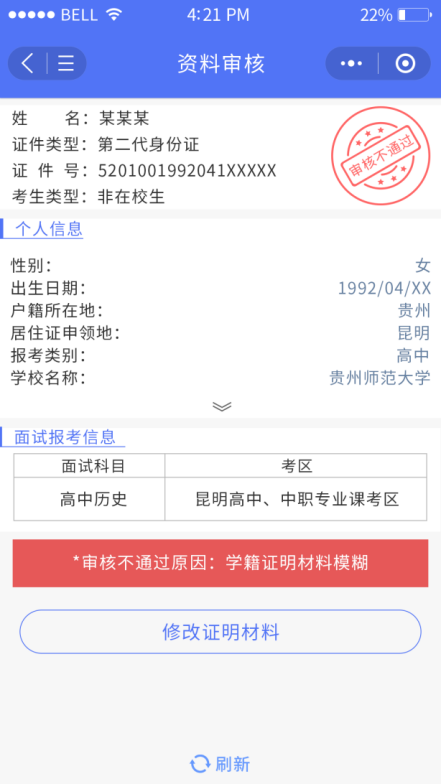 BELL 4:21 PM 22%
资料审核
姓 名：某某某
证件类型：第二代身份证
证 件 号：5201001992041XXXXX
考生类型：非在校生
审核不通过
个人信息
性别： 女
出生日期： 1992/04/XX
户籍所在地： 贵州
居住证申领地： 昆明
报考类别： 高中
学校名称： 贵州师范大学
面试报考信息
面试科目 考区
高中历史 昆明高中、中职专业课考区
*审核不通过原因：学籍证明材料模糊
修改证明材料
刷新